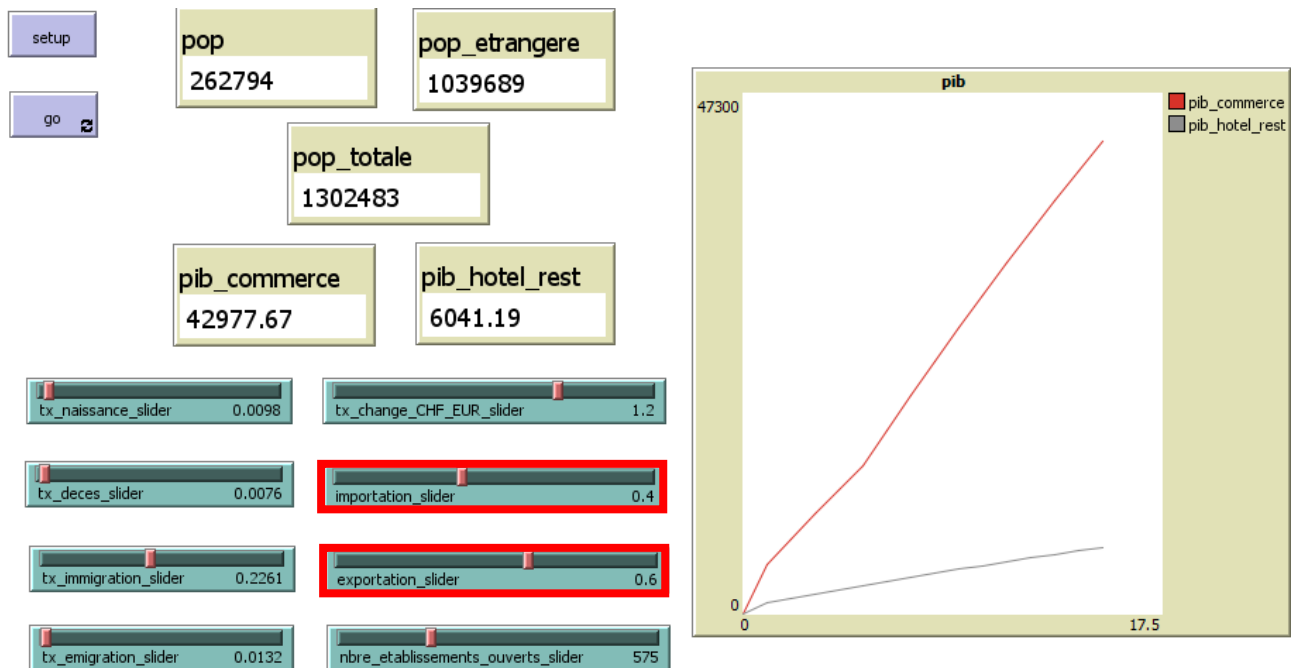 setup
go
pop
262794
pop_etrangere
1039689
pop_totale
1302483
pib_commerce
42977.67
pib_hotel_rest
6041.19
tx_naissance_slider 0.0098
tx_change_CHF_EUR_slider 1.2
tx_deces_slider 0.0076
importation_slider 0.4
tx_immigration_slider 0.2261
exportation_slider 0.6
tx_emigration_slider 0.0132
nbre_etablissements_ouverts_slider 575
pib
47300
0
0 17.5
pib_commerce
pib_hotel_rest